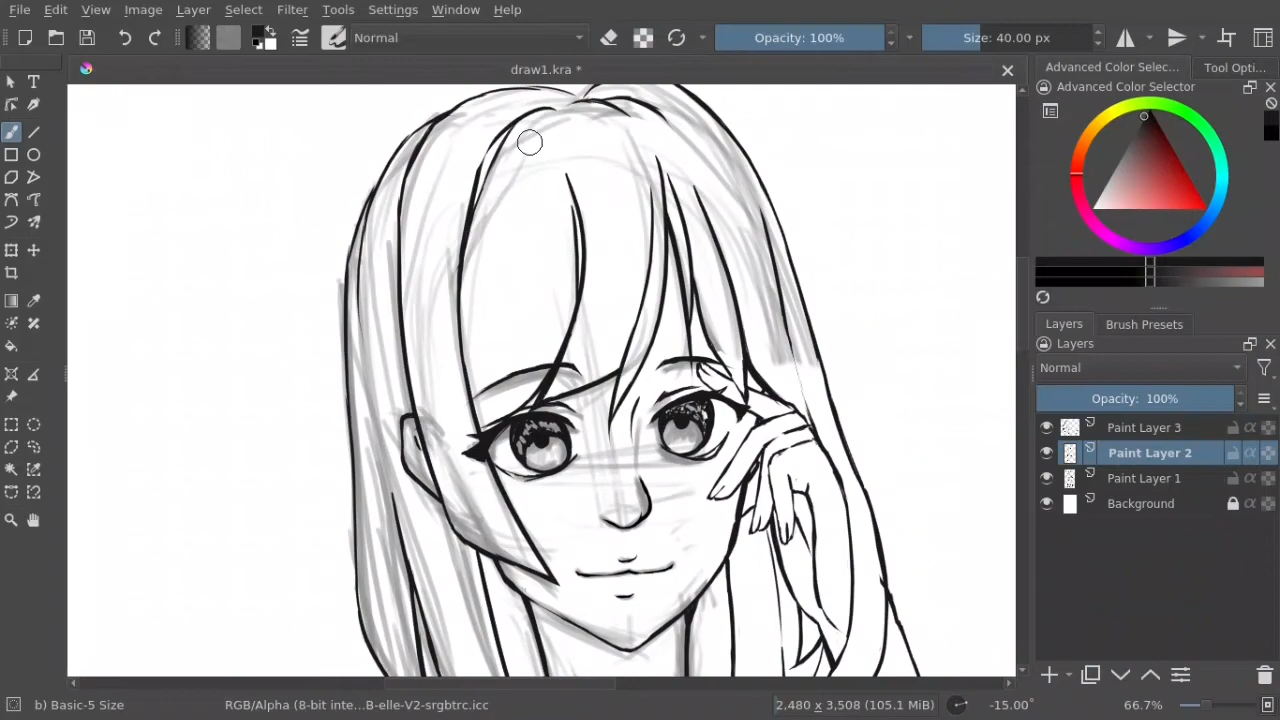 File Edit View Image Layer Select Filter Tools Settings Window Help
Normal Opacity: 100% Size: 40.00 px
draw1.kra *
Advanced Color Selec... Tool Opti...
Advanced Color Selector
Layers Brush Presets
Layers
Normal
Opacity: 100%
Paint Layer 3
Paint Layer 2
Paint Layer 1
Background
b) Basic-5 Size RGB/Alpha (8-bit inte...B-elle-V2-srgbtrc.icc 2,480 x 3,508 (105.1 MiB) -15.00° 66.7%